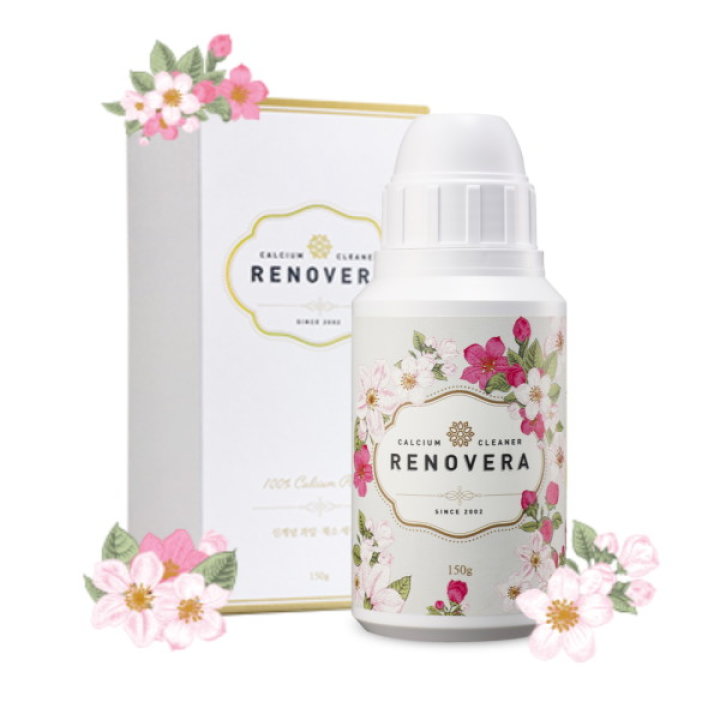 CALCIUM CLEANER
RENOVERA
SINCE 2002
100% Calcium
150g
CALCIUM CLEANER
RENOVERA
SINCE 2002
150g